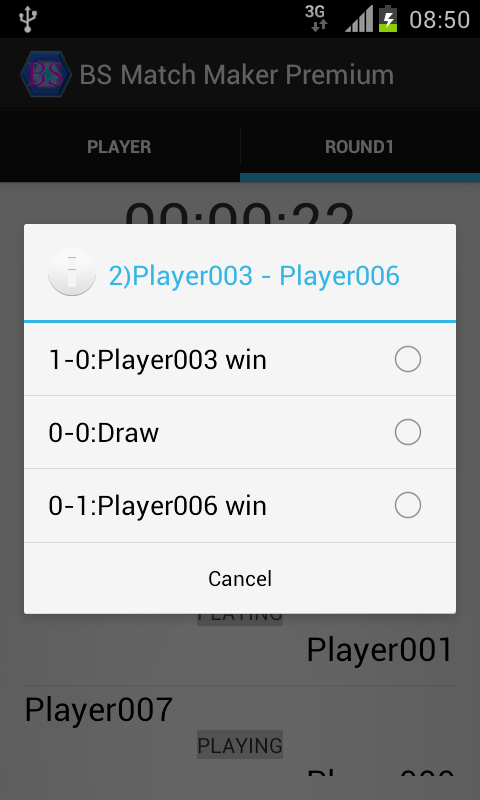 3G 08:50
BS BS Match Maker Premium
PLAYER ROUND1
00:00:22
2)Player003 - Player006
1-0:Player003 win
0-0:Draw
0-1:Player006 win
Cancel
PLAYING
Player001
Player007
PLAYING